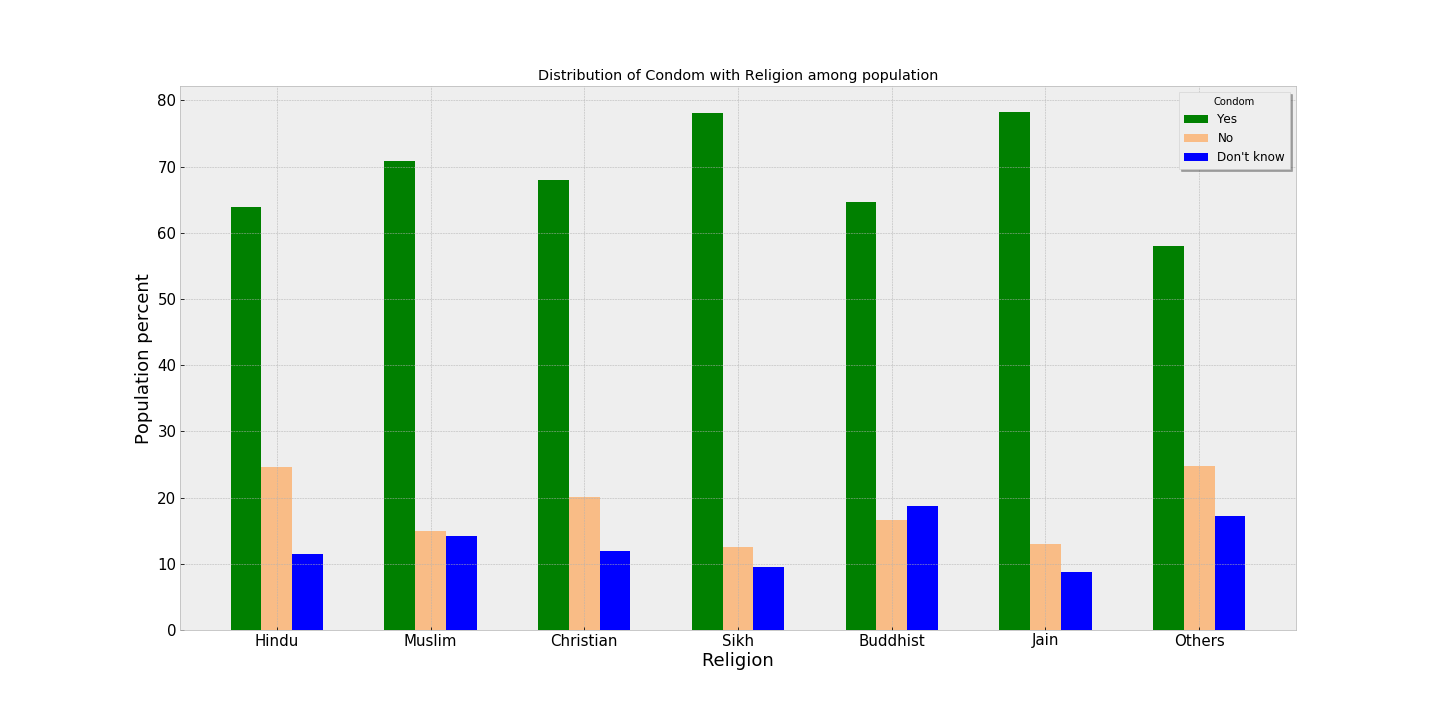 Distribution of Condom with Religion among population
Condom
Yes
No
Don't know
80
70
60
50
40
30
20
10
0
Population percent
Hindu Muslim Christian Sikh Buddhist Jain Others
Religion